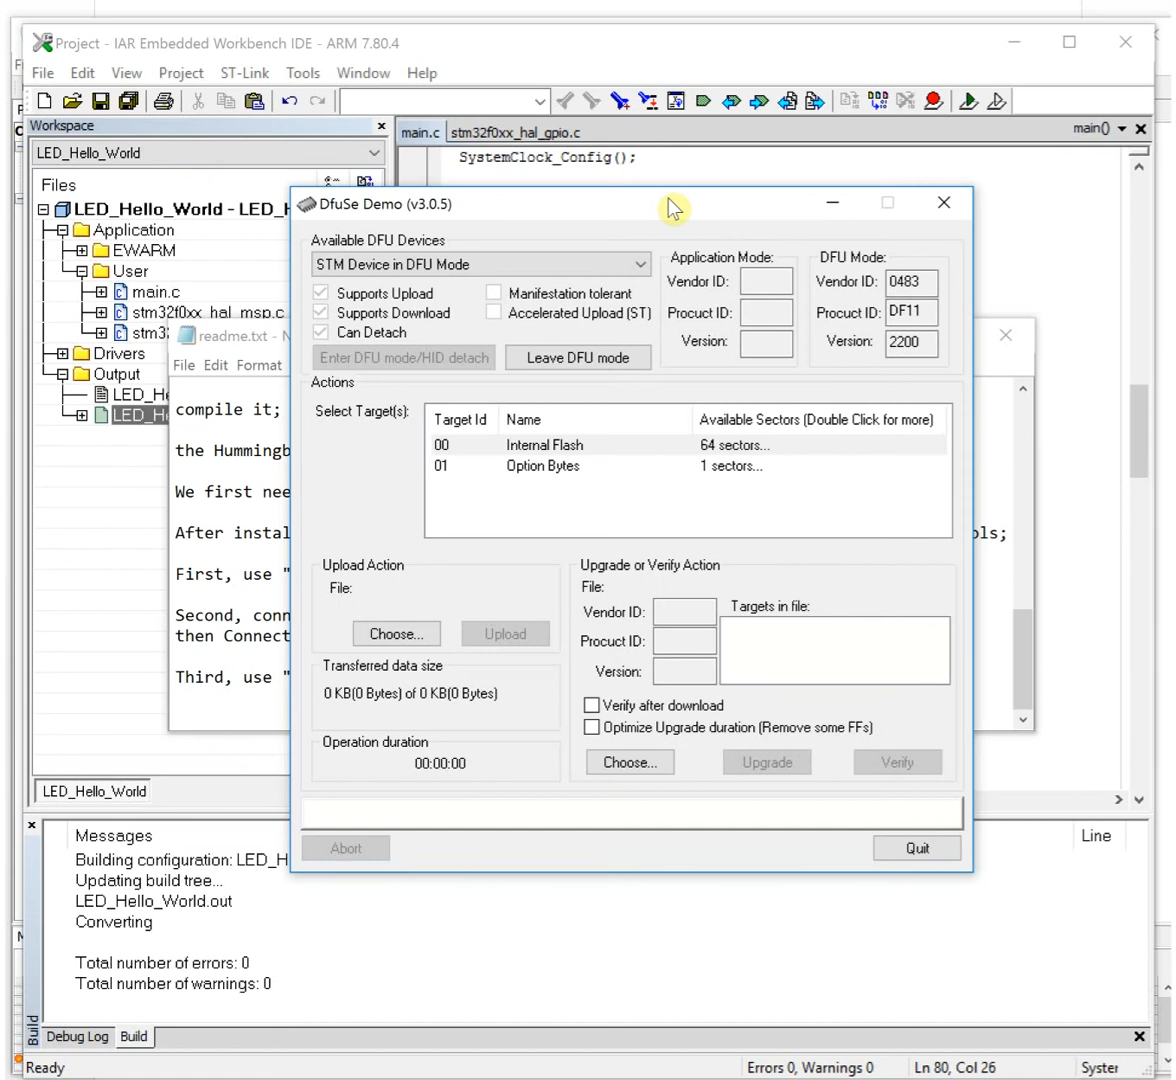 Project - IAR Embedded Workbench IDE - ARM 7.80.4
File Edit View Project ST-Link Tools Window Help
Workspace
main.c stm32f0xx_hal_gpio.c main()
LED_Hello_World
SystemClock_Config();
Files
LED_Hello_World - LED_H
Application
EWARM
User
main.c
stm32f0xx_hal_msp.c
stm3
Drivers
Output
LED_He
LED_He
readme.txt - N
File Edit Format
compile it;
the Hummingb
We first nee
After instal ols;
First, use "
Second, conn
then Connect
Third, use "
DfuSe Demo (v3.0.5)
Available DFU Devices
STM Device in DFU Mode
Supports Upload Manifestation tolerant
Supports Download Accelerated Upload (ST)
Can Detach
Enter DFU mode/HID detach Leave DFU mode
Application Mode:
Vendor ID:
Procuct ID:
Version:
DFU Mode:
Vendor ID: 0483
Procuct ID: DF11
Version: 2200
Actions
Select Target(s):
Target Id Name Available Sectors (Double Click for more)
00 Internal Flash 64 sectors...
01 Option Bytes 1 sectors...
Upload Action
File:
Choose... Upload
Transferred data size
0 KB(0 Bytes) of 0 KB(0 Bytes)
Operation duration
00:00:00
Upgrade or Verify Action
File:
Vendor ID:
Procuct ID:
Version:
Targets in file:
Verify after download
Optimize Upgrade duration (Remove some FFs)
Choose... Upgrade Verify
Abort Quit
LED_Hello_World
Messages Line
Building configuration: LED_H
Updating build tree...
LED_Hello_World.out
Converting
Total number of errors: 0
Total number of warnings: 0
Build
Debug Log Build
Ready Errors 0, Warnings 0 Ln 80, Col 26 Syster